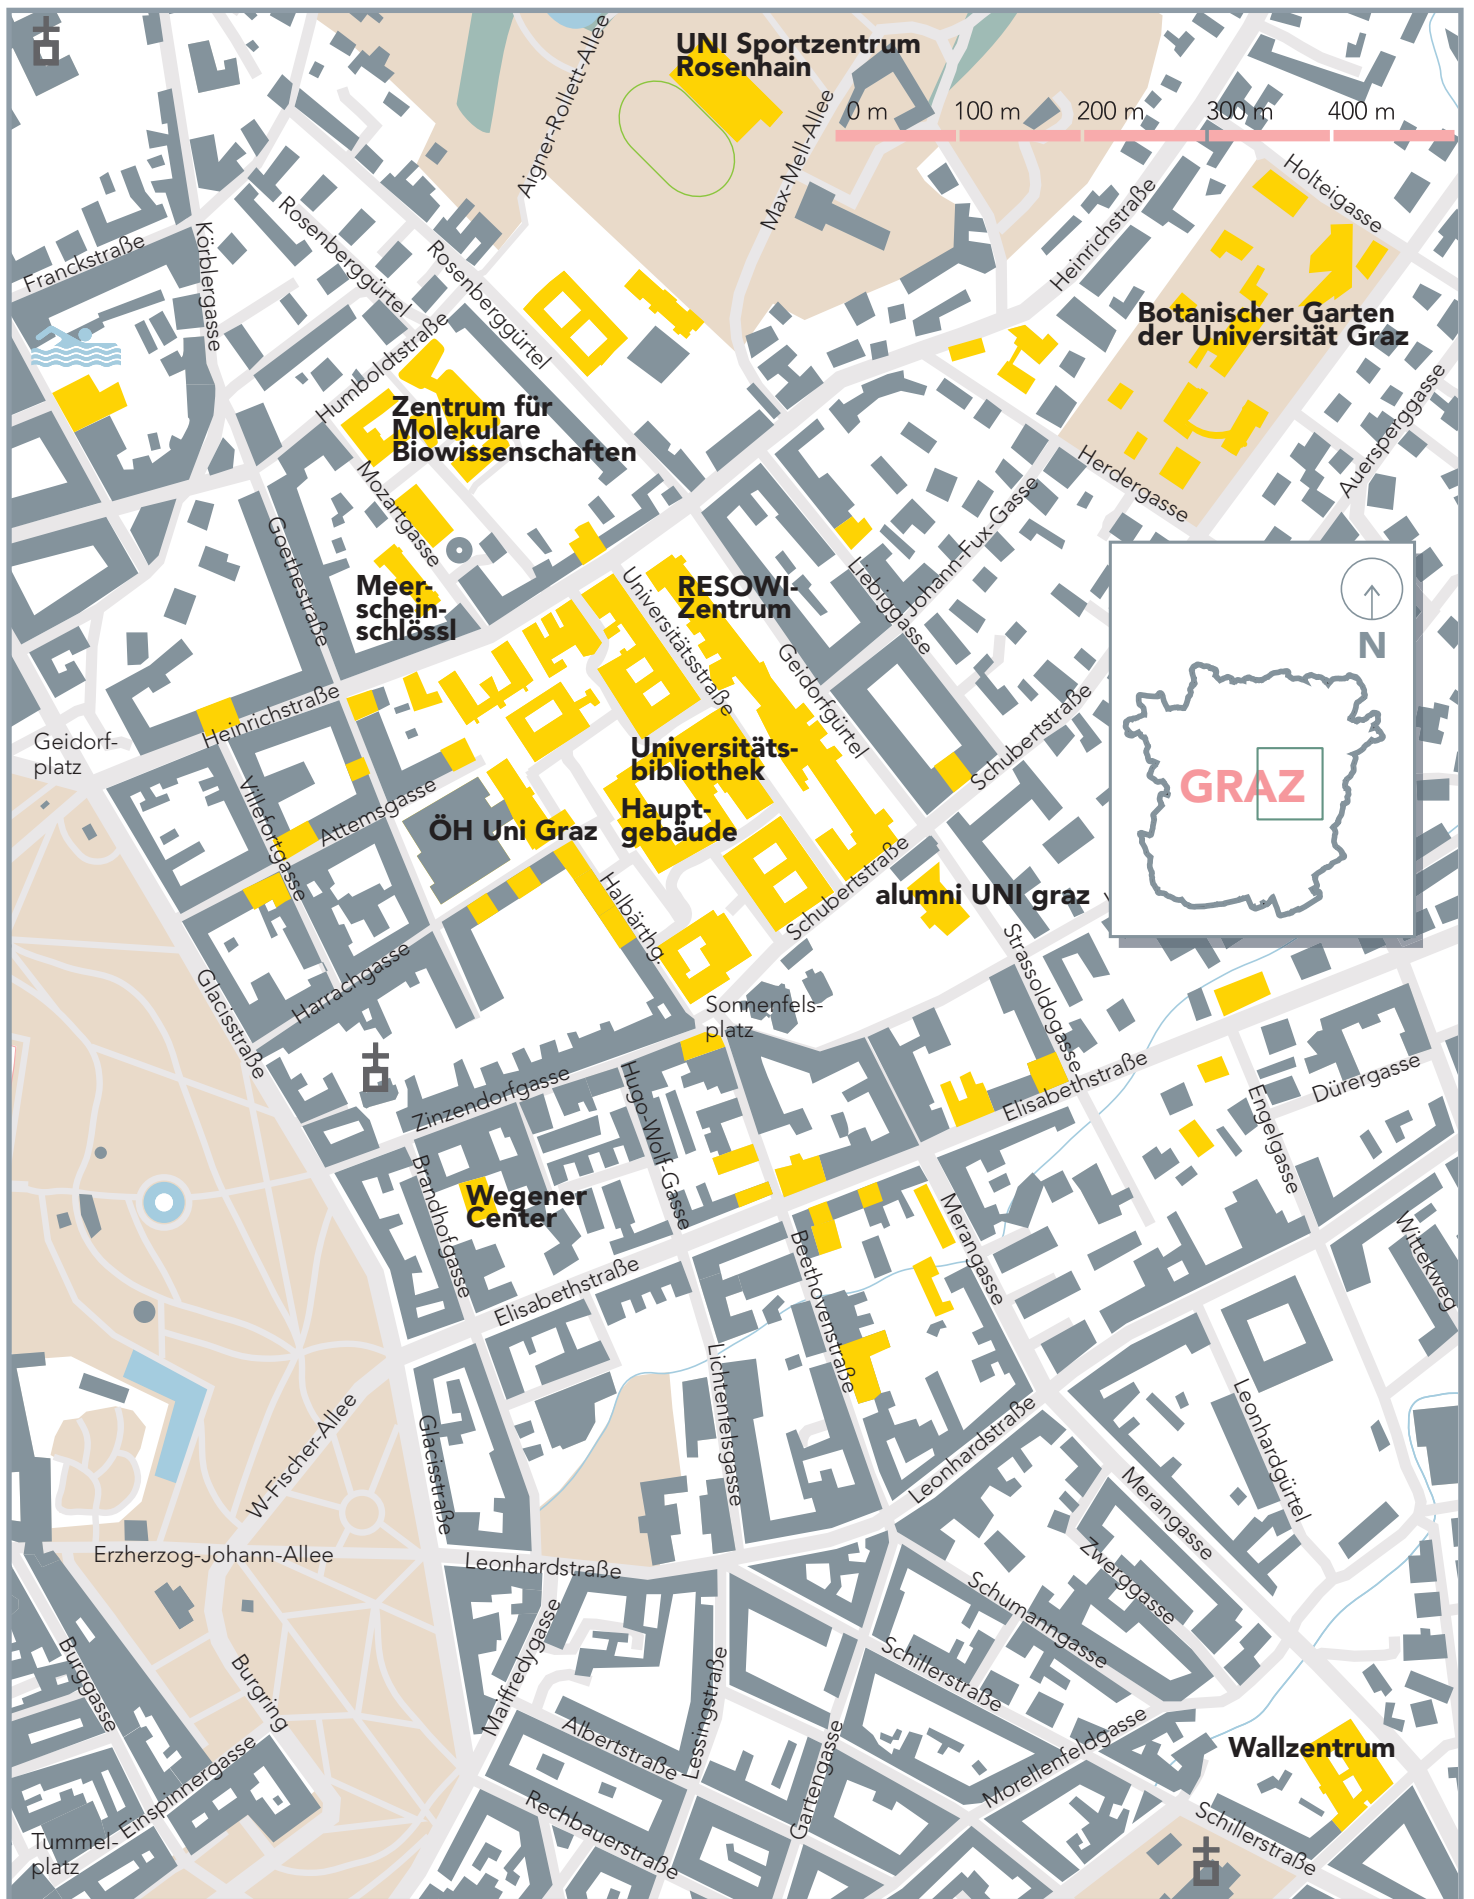 UNI Sportzentrum
Rosenhain
0 m
100 m
200 m
300 m
400 m
Aigner-Rollett-Allee
Max-Mell-Allee
Holteigasse
Heinrichstraße
Franckstraße
Körblergasse
Rosenberggürtel
Rosenberggürtel
Humboldtstraße
Botanischer Garten
der Universität Graz
Zentrum für
Molekulare
Biowissenschaften
Auersperggasse
Herdergasse
Mozartgasse
Goethestraße
Johann-Fux-Gasse
Liebiggasse
Meer-
schein-
schlössl
Universitätsstraße
RESOWI-
Zentrum
Geidorfgürtel
N
GRAZ
Heinrichstraße
Schubertstraße
Geidorf-
platz
Universitäts-
bibliothek
Villefortgasse
Attemsgasse
ÖH Uni Graz
Haupt-
gebäude
Halbärthg.
Schubertstraße
alumni UNI graz
Strassoldogasse
Harrachgasse
Glacisstraße
Sonnenfels-
platz
Zinzendorfgasse
Hugo-Wolf-Gasse
Elisabethstraße
Engelgasse
Dürergasse
Brandhofgasse
Wegener
Center
Merangasse
Beethovenstraße
Wittekweg
Elisabethstraße
Lichtenfelsgasse
Leonhardstraße
Leonhardgürtel
W-Fischer-Allee
Glacisstraße
Merangasse
Erzherzog-Johann-Allee
Leonhardstraße
Zwerggasse
Schumanngasse
Maiffredygasse
Schillerstraße
Burggasse
Burgring
Lessingstraße
Albertstraße
Gartengasse
Morellenfeldgasse
Wallzentrum
Einspinnergasse
Rechbauerstraße
Schillerstraße
Tummel-
platz